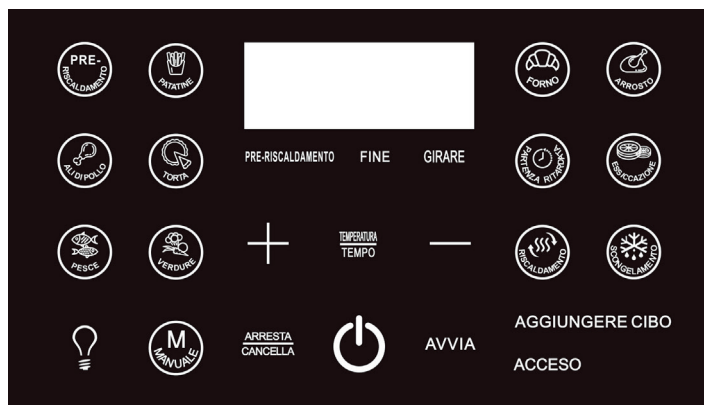 PRE-
RISCALDAMENTO
PATATINE
FORNO
ARROSTO
ALI DI POLLO
TORTA
PRE-RISCALDAMENTO
FINE
GIRARE
PARTENZA RITARDATA
ESSICCAZIONE
PESCE
VERDURE
TEMPERATURA
TEMPO
RISCALDAMENTO
SCONGELAMENTO
M
MANUALE
ARRESTA
CANCELLA
AVVIA
AGGIUNGERE CIBO
ACCESO